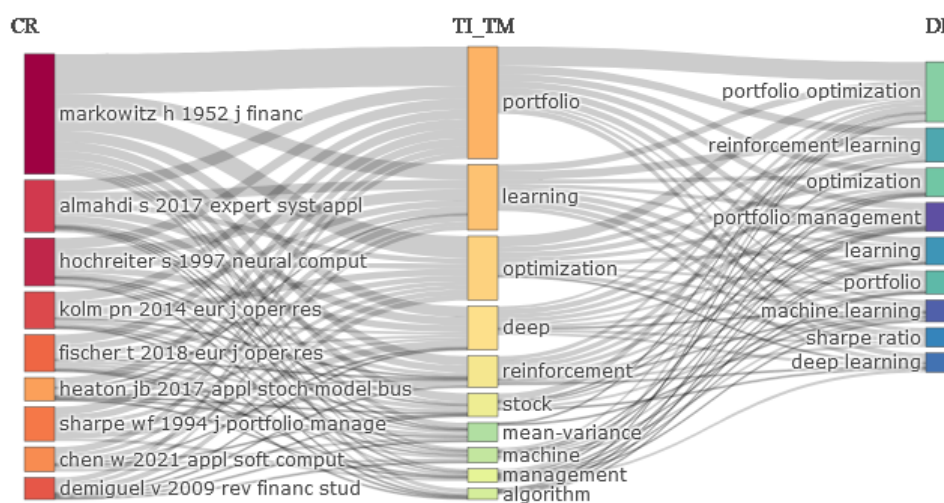 CR
TI_TM
DE
markowitz h 1952 j financ
almahdi s 2017 expert syst appl
hochreiter s 1997 neural comput
kolm pn 2014 eur j oper res
fischer t 2018 eur j oper res
heaton jb 2017 appl stoch model bus
sharpe wf 1994 j portfolio manage
chen w 2021 appl soft comput
demiguel v 2009 rev financ stud
portfolio
learning
optimization
deep
reinforcement
stock
mean-variance
machine
management
algorithm
portfolio optimization
reinforcement learning
optimization
portfolio management
learning
portfolio
machine learning
sharpe ratio
deep learning